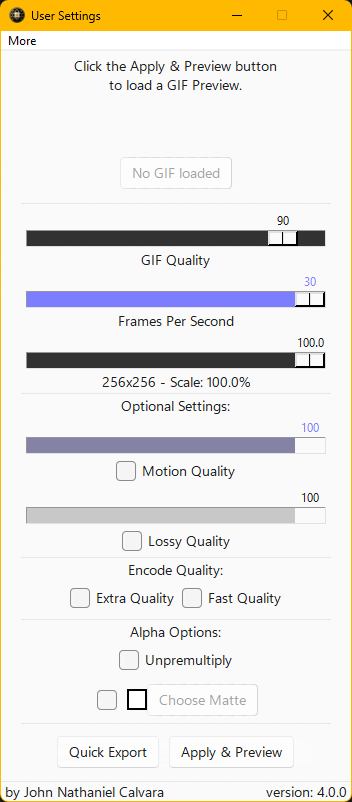 User Settings
More
Click the Apply & Preview button
to load a GIF Preview.
No GIF loaded
90
GIF Quality
30
Frames Per Second
100.0
256x256 - Scale: 100.0%
Optional Settings:
100
Motion Quality
100
Lossy Quality
Encode Quality:
Extra Quality Fast Quality
Alpha Options:
Unpremultiply
Choose Matte
Quick Export Apply & Preview
by John Nathaniel Calvara version: 4.0.0